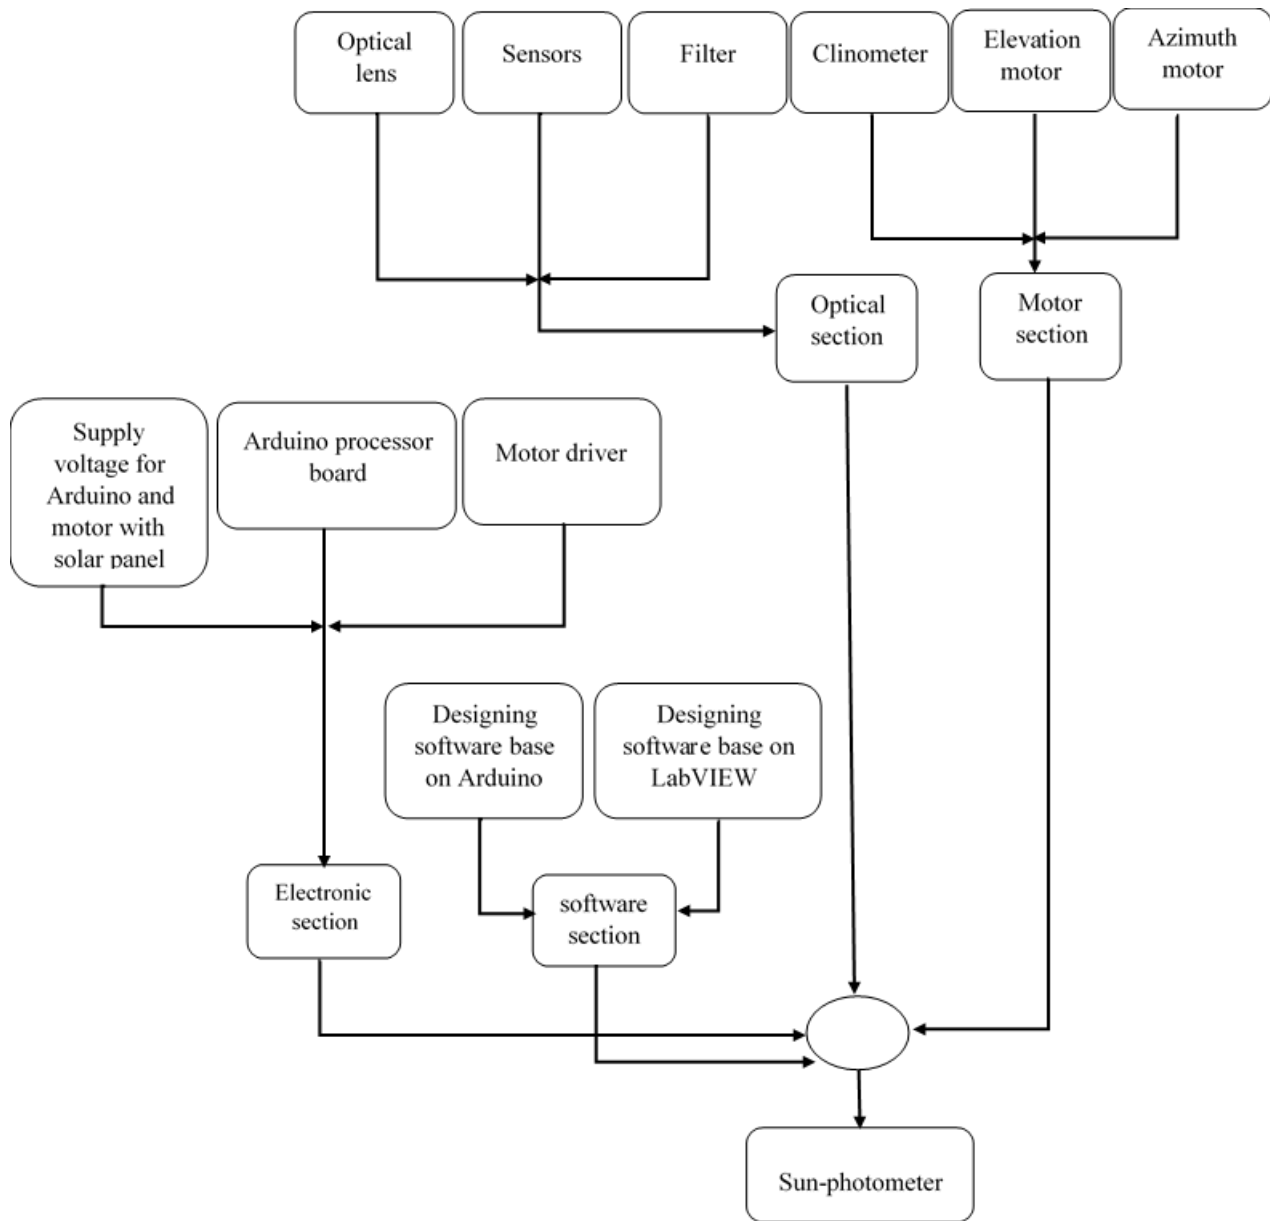 Optical
lens
Sensors
Filter
Clinometer
Elevation
motor
Azimuth
motor
Optical
section
Motor
section
Supply
voltage for
Arduino and
motor with
solar panel
Arduino processor
board
Motor driver
Designing
software base
on Arduino
Designing
software base on
LabVIEW
Electronic
section
software
section
Sun-photometer